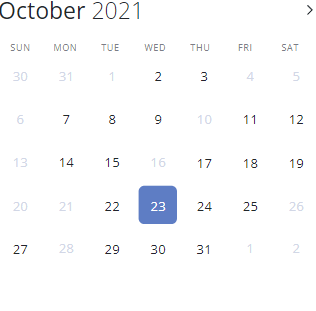 October 2021
SUN MON TUE WED THU FRI SAT
30 31 1 2 3 4 5
6 7 8 9 10 11 12
13 14 15 16 17 18 19
20 21 22 23 24 25 26
27 28 29 30 31 1 2